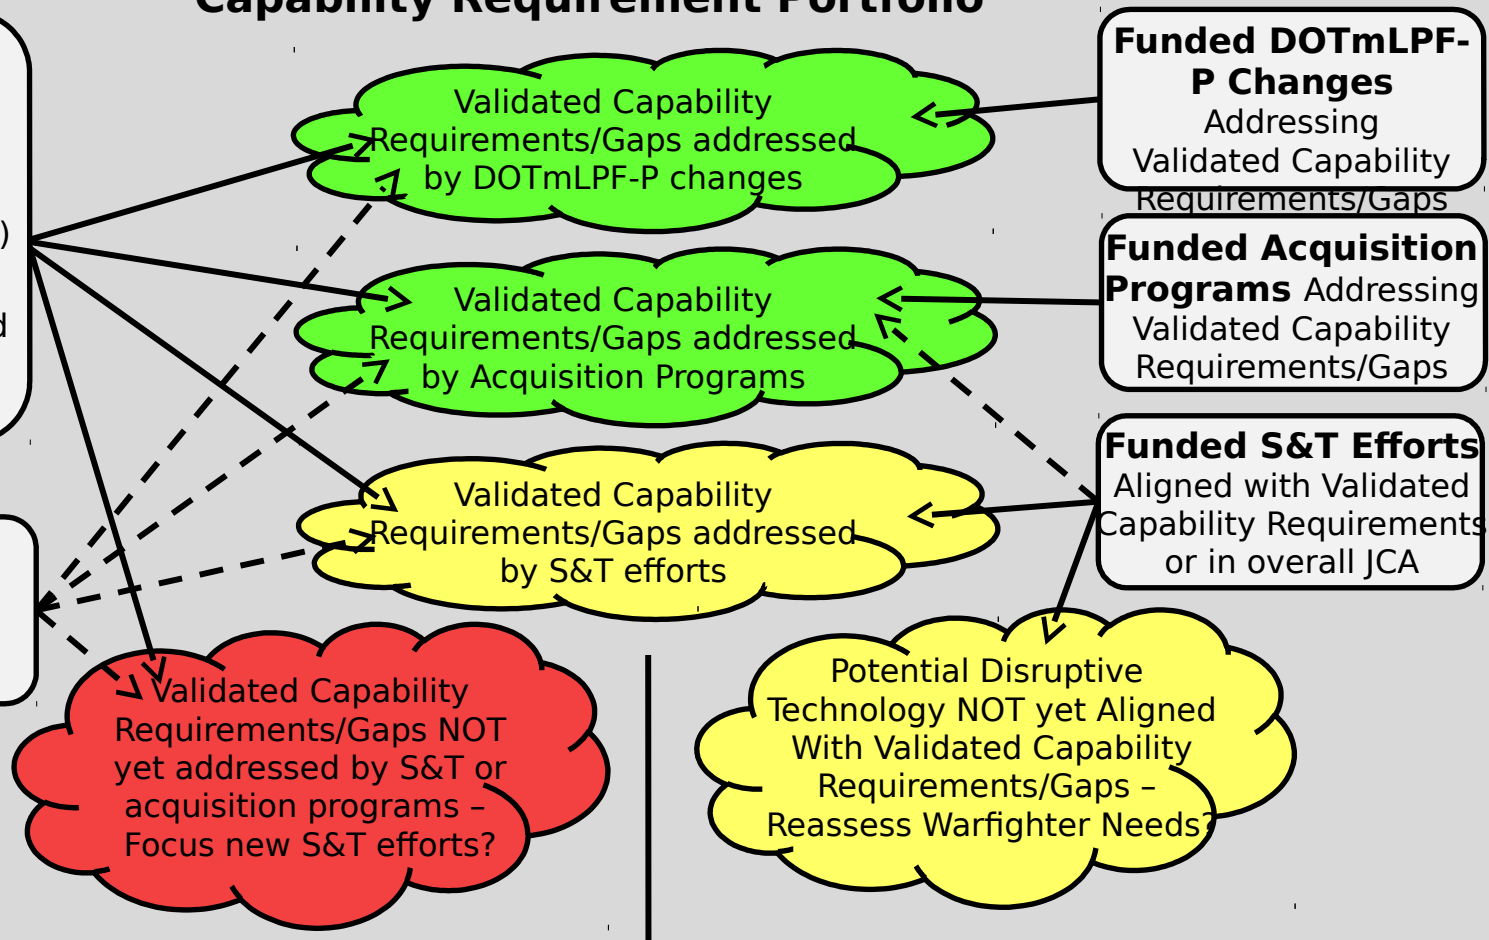 Capability Requirement Portfolio
Validated Capability
Requirements/Gaps addressed
by DOTmLPF-P changes
Funded DOTmLPF-
P Changes
Addressing
Validated Capability
Requirements/Gaps
)
Validated Capability
Requirements/Gaps addressed
by Acquisition Programs
Funded Acquisition
Programs Addressing
Validated Capability
Requirements/Gaps
d
Validated Capability
Requirements/Gaps addressed
by S&T efforts
Funded S&T Efforts
Aligned with Validated
Capability Requirements
or in overall JCA
Validated Capability
Requirements/Gaps NOT
yet addressed by S&T or
acquisition programs –
Focus new S&T efforts?
Potential Disruptive
Technology NOT yet Aligned
With Validated Capability
Requirements/Gaps –
Reassess Warfighter Needs?